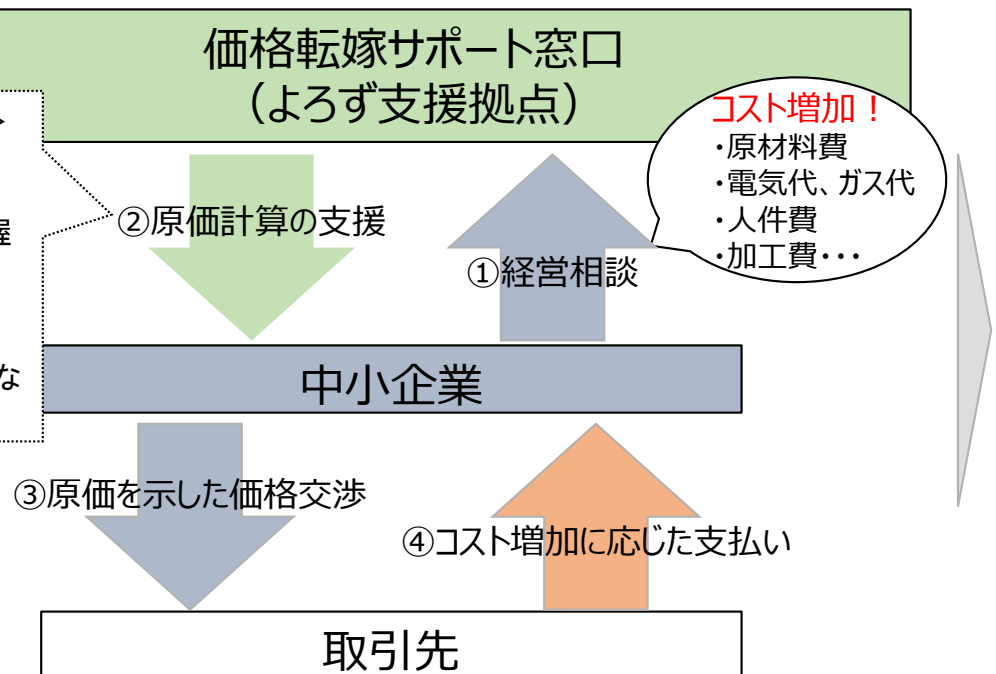 価格転嫁サポート窓口
（よろず支援拠点）
コスト増加！
・原材料費
・電気代、ガス代
・人件費
・加工費・・・
②原価計算の支援
①経営相談
な
中小企業
③原価を示した価格交渉
④コスト増加に応じた支払い
取引先